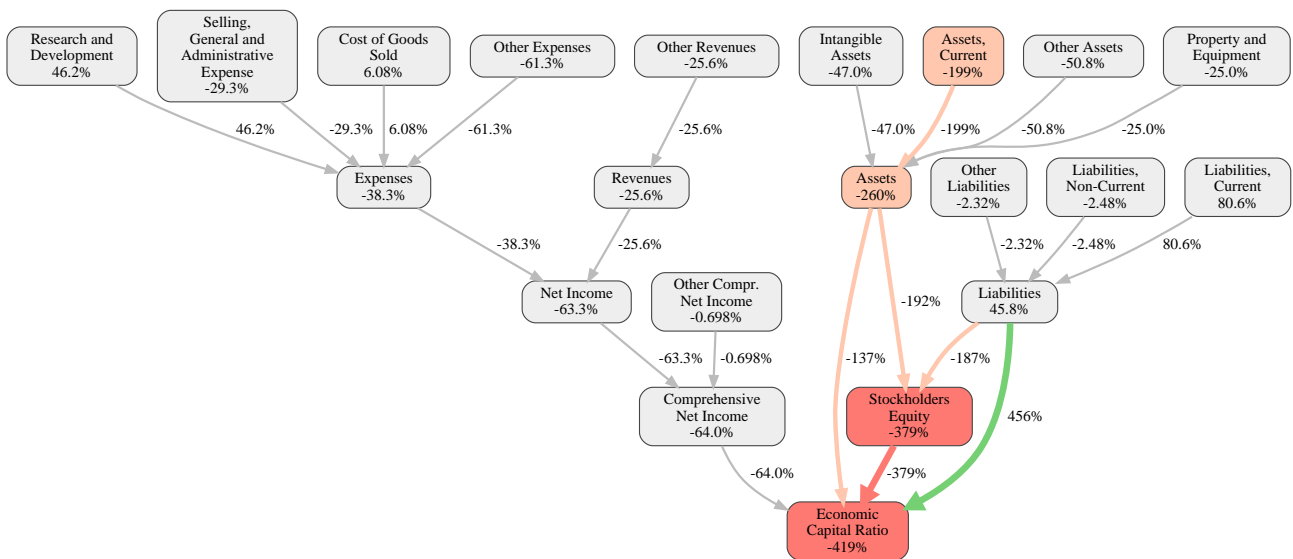 Research and
Development
46.2%
Selling,
General and
Administrative
Expense
-29.3%
Cost of Goods
Sold
6.08%
Other Expenses
-61.3%
Other Revenues
-25.6%
Intangible
Assets
-47.0%
Assets,
Current
-199%
Other Assets
-50.8%
Property and
Equipment
-25.0%
46.2%
-29.3%
6.08%
-61.3%
-25.6%
-47.0%
-199%
-50.8%
-25.0%
Expenses
-38.3%
Revenues
-25.6%
Assets
-260%
Other
Liabilities
-2.32%
Liabilities,
Non-Current
-2.48%
Liabilities,
Current
80.6%
-38.3%
-25.6%
-2.32%
-2.48%
80.6%
Net Income
-63.3%
Other Compr.
Net Income
-0.698%
-192%
Liabilities
45.8%
-63.3%
-0.698%
-137%
-187%
Comprehensive
Net Income
-64.0%
Stockholders
Equity
-379%
456%
-64.0%
-379%
Economic
Capital Ratio
-419%